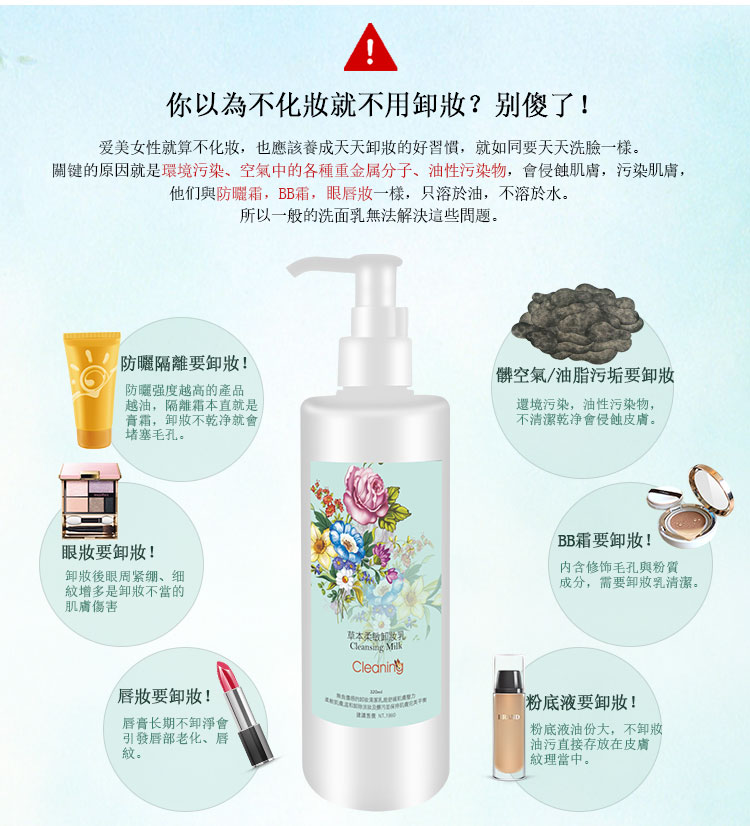 你以為不化妝就不用卸妝？别傻了！
爱美女性就算不化妝，也應該養成天天卸妝的好習慣，就如同要天天洗臉一樣。
關键的原因就是環境污染、空氣中的各種重金属分子、油性污染物，會侵蝕肌膚，污染肌膚，
他们與防曬霜，BB霜，眼唇妝一樣，只溶於油，不溶於水。
所以一般的洗面乳無法解決這些問题。
防曬隔離要卸妝！
防曬强度越高的產品
越油，隔離霜本直就是
膏霜，卸妝不乾净就會
堵塞毛孔。
髒空氣/油脂污垢要卸妝
還境污染，油性污染物，
不清潔乾净會侵蝕皮膚。
眼妝要卸妝！
卸妝後眼周紧绷、细
紋增多是卸妝不當的
肌膚傷害
BB霜要卸妝！
内含修饰毛孔與粉質
成分，需要卸妝乳清潔。
唇妝要卸妝！
唇膏长期不卸淨會
引發唇部老化、唇
紋。
粉底液要卸妝！
粉底液油份大，不卸妝
油污直接存放在皮膚
紋理當中。
草本柔敏卸妝乳
Cleansing Milk
Cleaning
320ml